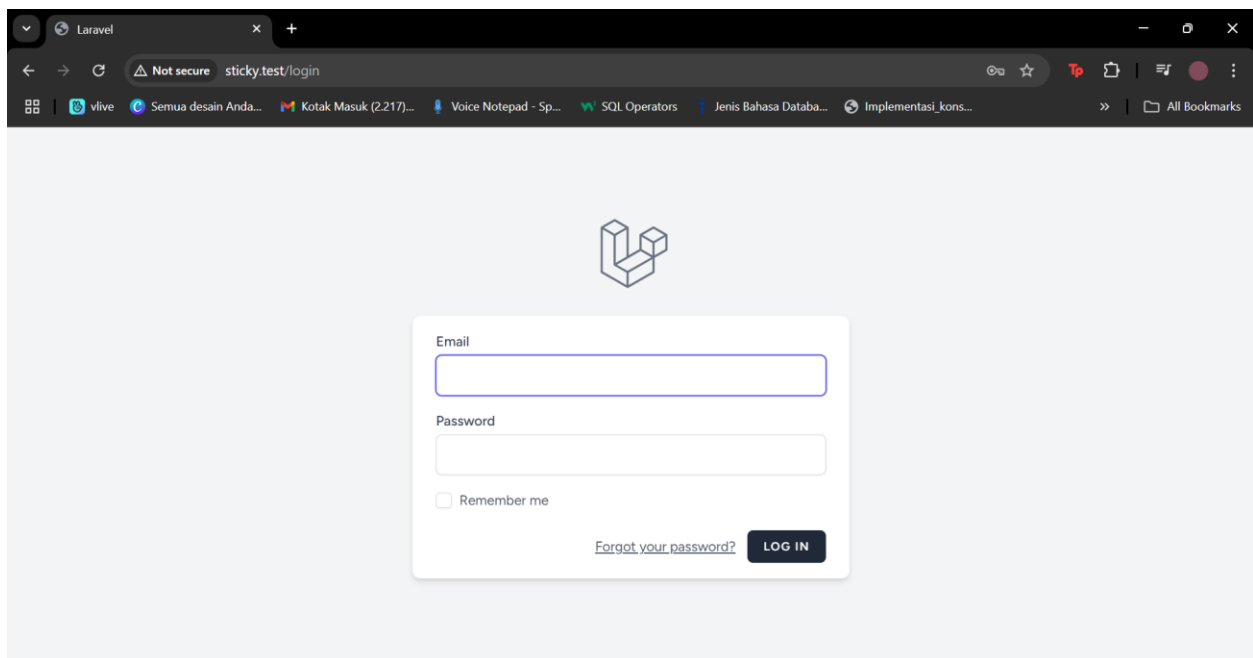 Laravel
Not secure sticky.test/login
Tp
vlive Semua desain Anda... Kotak Masuk (2.217)... Voice Notepad - Sp... SQL Operators Jenis Bahasa Databa... Implementasi_kons... » All Bookmarks
Email
Password
Remember me
Forgot your password? LOG IN